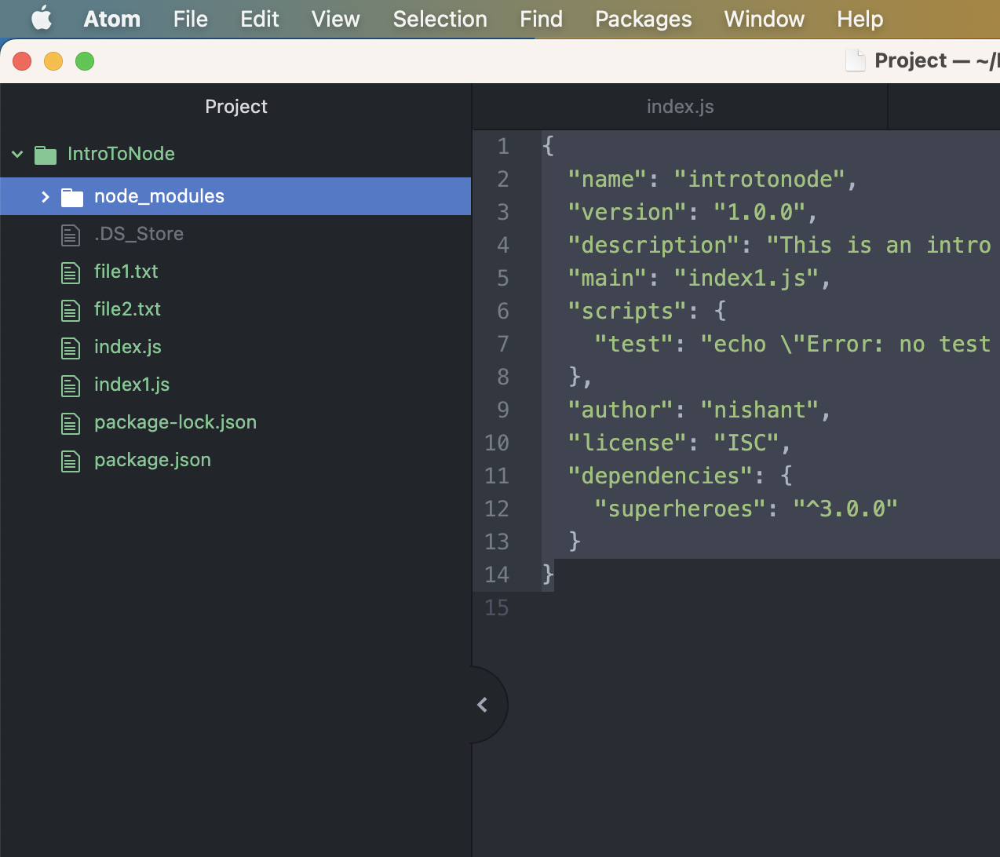 Atom File Edit View Selection Find Packages Window Help
Project — ~/
Project
IntroToNode
node_modules
.DS_Store
file1.txt
file2.txt
index.js
index1.js
package-lock.json
package.json
index.js
1 {
2 "name": "introtonode",
3 "version": "1.0.0",
4 "description": "This is an intro
5 "main": "index1.js",
6 "scripts": {
7 "test": "echo \"Error: no test
8 },
9 "author": "nishant",
10 "license": "ISC",
11 "dependencies": {
12 "superheroes": "^3.0.0"
13 }
14 }
15